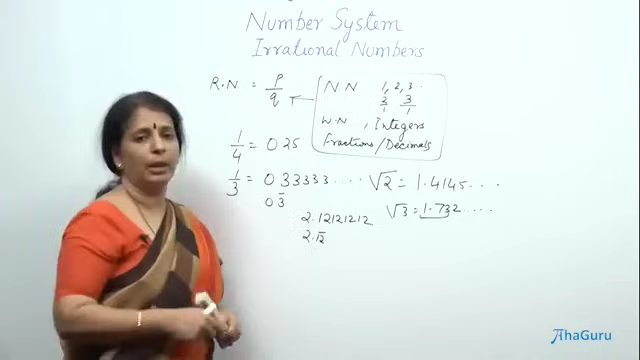 Number System
Irrational Numbers
R.N = p/q
N N 1, 2, 3 ..
2/1 3/1
W.N , Integers
Fractions/Decimals
1/4 = 0.25
1/3 = 0.33333.....
0.3̅
√2 = 1.4145...
√3 = 1.732....
2.12121212
2.1̅2̅
AhaGuru